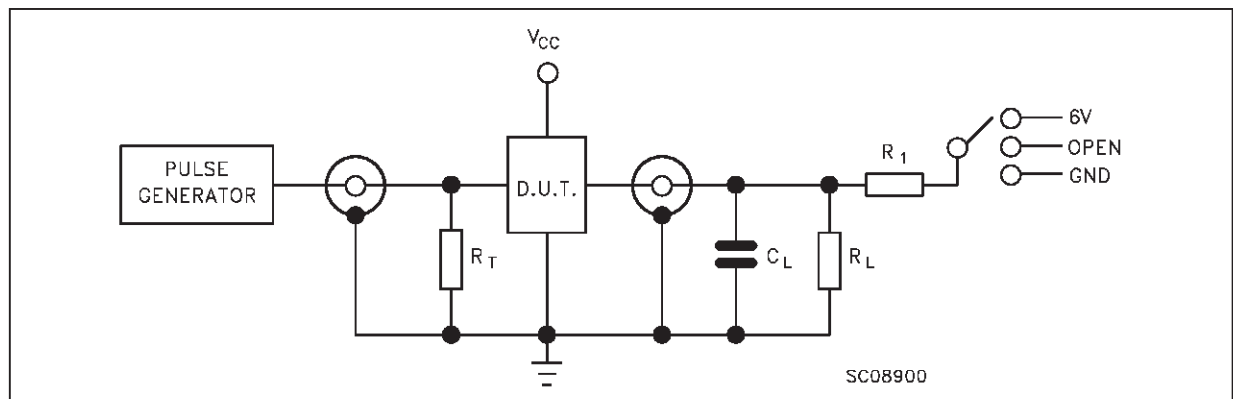 VCC
6V
OPEN
GND
R1
PULSE
GENERATOR
D.U.T.
RT
CL
RL
SC08900